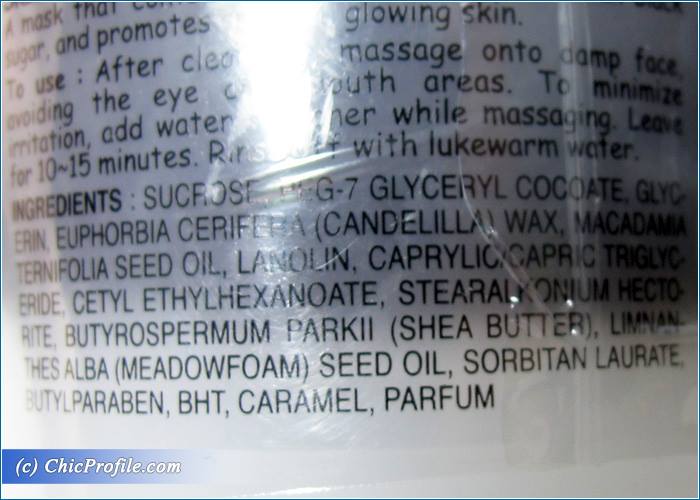 A mask that
sugar, and promotes glowing skin.
To use : After massage onto damp face,
avoiding the eye areas. To minimize
irritation, add water while massaging. Leave
for 10~15 minutes. with lukewarm water.
INGREDIENTS : SUCROSE, PEG-7 GLYCERYL COCOATE, GLYC-
ERIN, EUPHORBIA CERIFERA (CANDELILLA) WAX, MACADAMIA
TERNIFOLIA SEED OIL, LANOLIN, CAPRYLIC/CAPRIC TRIGLYC-
ERIDE, CETYL ETHYLHEXANOATE, STEARALKONIUM HECTO-
RITE, BUTYROSPERMUM PARKII (SHEA BUTTER), LIMNAN-
THES ALBA (MEADOWFOAM) SEED OIL, SORBITAN LAURATE,
BUTYLPARABEN, BHT, CARAMEL, PARFUM
(c) ChicProfile.com